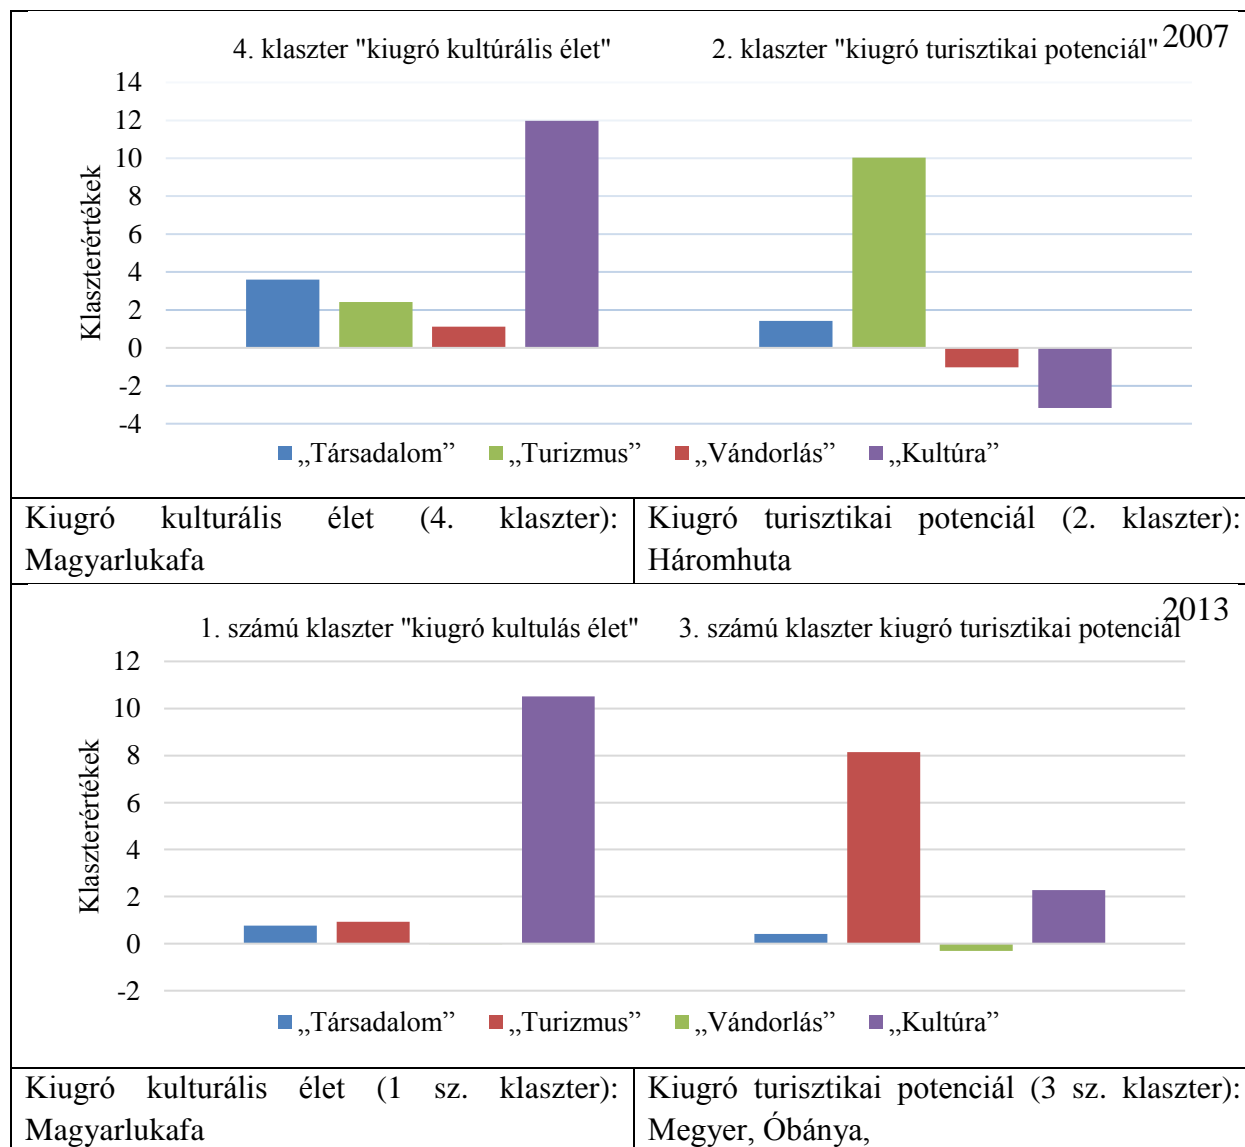 2007
4. klaszter "kiugró kultúrális élet" 2. klaszter "kiugró turisztikai potenciál"
14
12
10
8
6
4
2
0
-2
-4
Klaszterértékek
„Társadalom” „Turizmus” „Vándorlás” „Kultúra”
Kiugró kulturális élet (4. klaszter):
Magyarlukafa
Kiugró turisztikai potenciál (2. klaszter):
Háromhuta
2013
1. számú klaszter "kiugró kultulás élet" 3. számú klaszter kiugró turisztikai potenciál
12
10
8
6
4
2
0
-2
Klaszterértékek
„Társadalom” „Turizmus” „Vándorlás” „Kultúra”
Kiugró kulturális élet (1 sz. klaszter):
Magyarlukafa
Kiugró turisztikai potenciál (3 sz. klaszter):
Megyer, Óbánya,